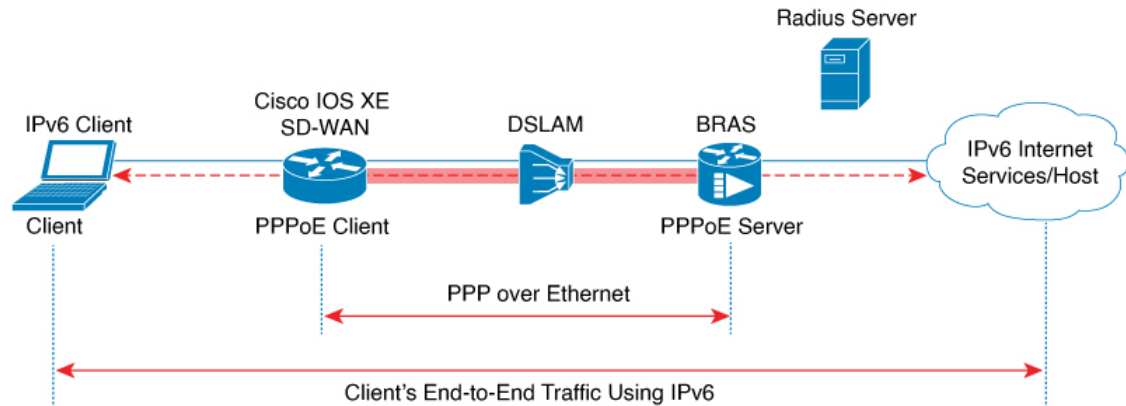 Radius Server
Cisco IOS XE
SD-WAN
IPv6 Client
DSLAM
BRAS
IPv6 Internet
Services/Host
Client
PPPoE Client
PPPoE Server
PPP over Ethernet
Client's End-to-End Traffic Using IPv6